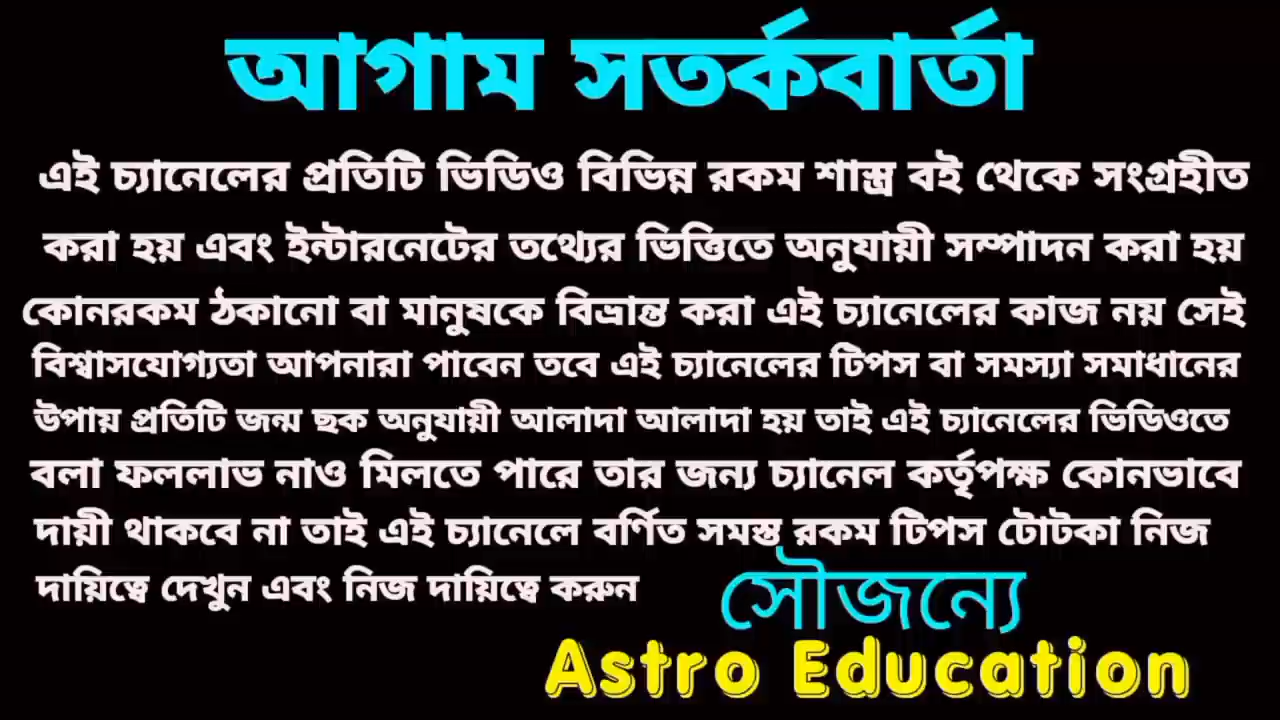 আগাম সতর্কবার্তা
এই চ্যানেলের প্রতিটি ভিডিও বিভিন্ন রকম শাস্ত্র বই থেকে সংগ্রহীত
করা হয় এবং ইন্টারনেটের তথ্যের ভিত্তিতে অনুযায়ী সম্পাদন করা হয়
কোনরকম ঠকানো বা মানুষকে বিভ্রান্ত করা এই চ্যানেলের কাজ নয় সেই
বিশ্বাসযোগ্যতা আপনারা পাবেন তবে এই চ্যানেলের টিপস বা সমস্যা সমাধানের
উপায় প্রতিটি জন্ম ছক অনুযায়ী আলাদা আলাদা হয় তাই এই চ্যানেলের ভিডিওতে
বলা ফললাভ নাও মিলতে পারে তার জন্য চ্যানেল কর্তৃপক্ষ কোনভাবে
দায়ী থাকবে না তাই এই চ্যানেলে বর্ণিত সমস্ত রকম টিপস টোটকা নিজ
দায়িত্বে দেখুন এবং নিজ দায়িত্বে করুন
সৌজন্যে
Astro Education